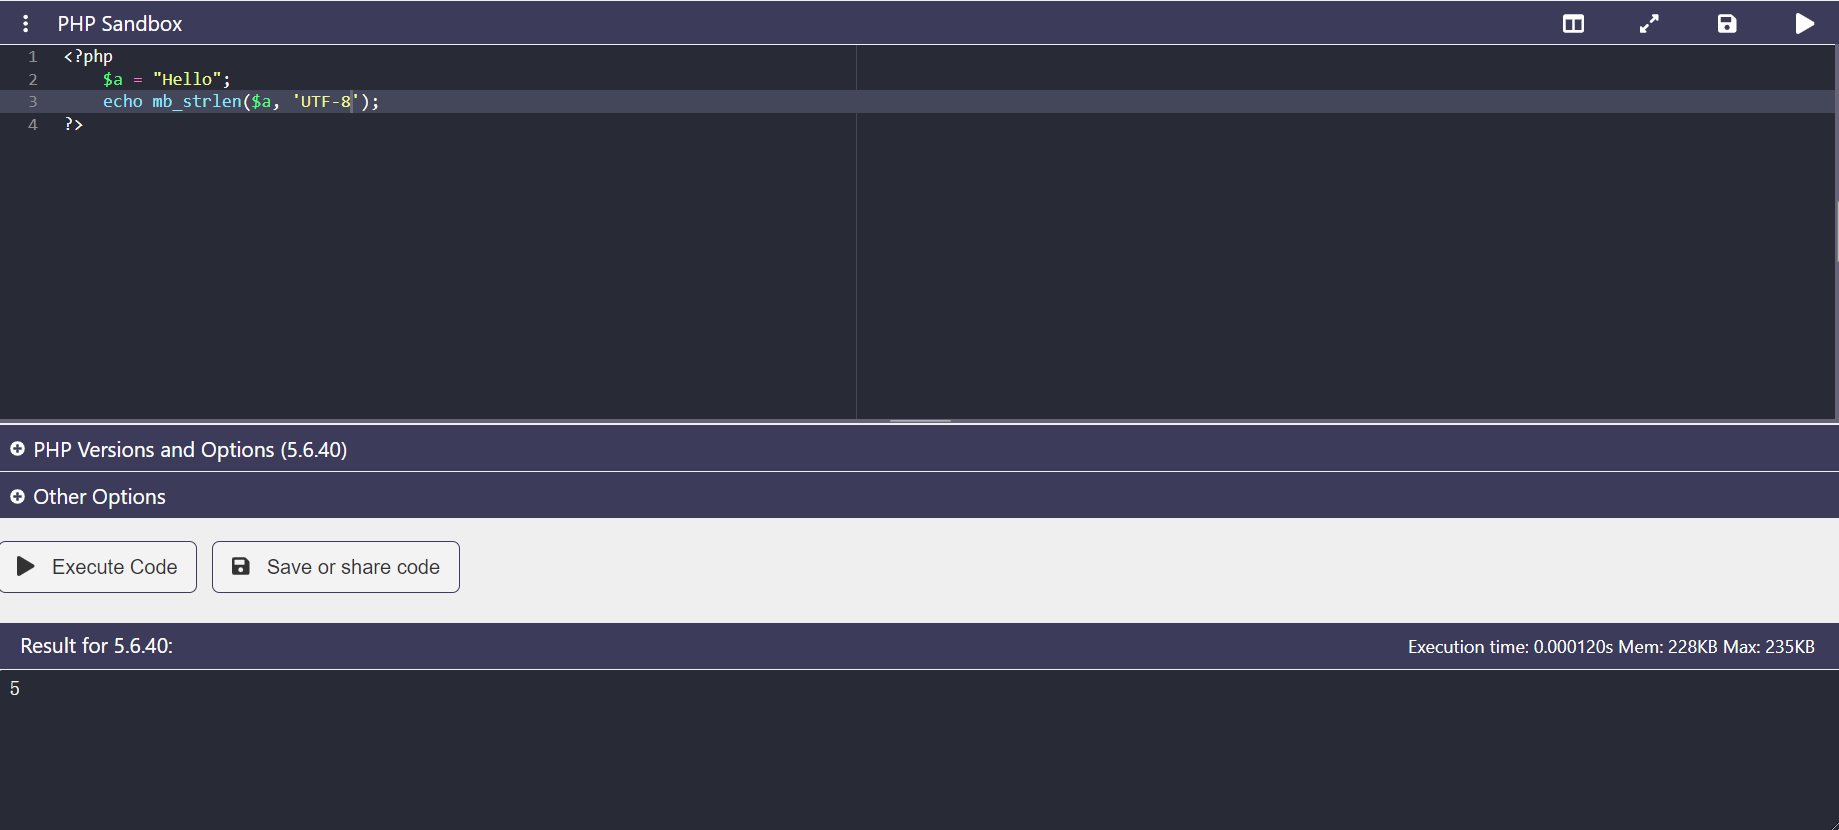 PHP Sandbox
1 <?php
2 $a = "Hello";
3 echo mb_strlen($a, 'UTF-8');
4 ?>
PHP Versions and Options (5.6.40)
Other Options
Execute Code Save or share code
Result for 5.6.40: Execution time: 0.000120s Mem: 228KB Max: 235KB
5